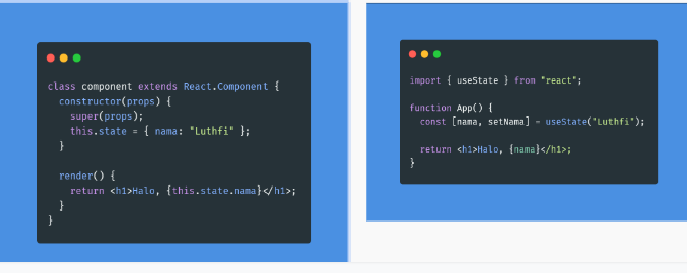 class component extends React.Component {
  constructor(props) {
    super(props);
    this.state = { nama: "Luthfi" };
  }

  render() {
    return <h1>Halo, {this.state.nama}</h1>;
  }
}

import { useState } from "react";

function App() {
  const [nama, setNama] = useState("Luthfi");

  return <h1>Halo, {nama}</h1>;
}